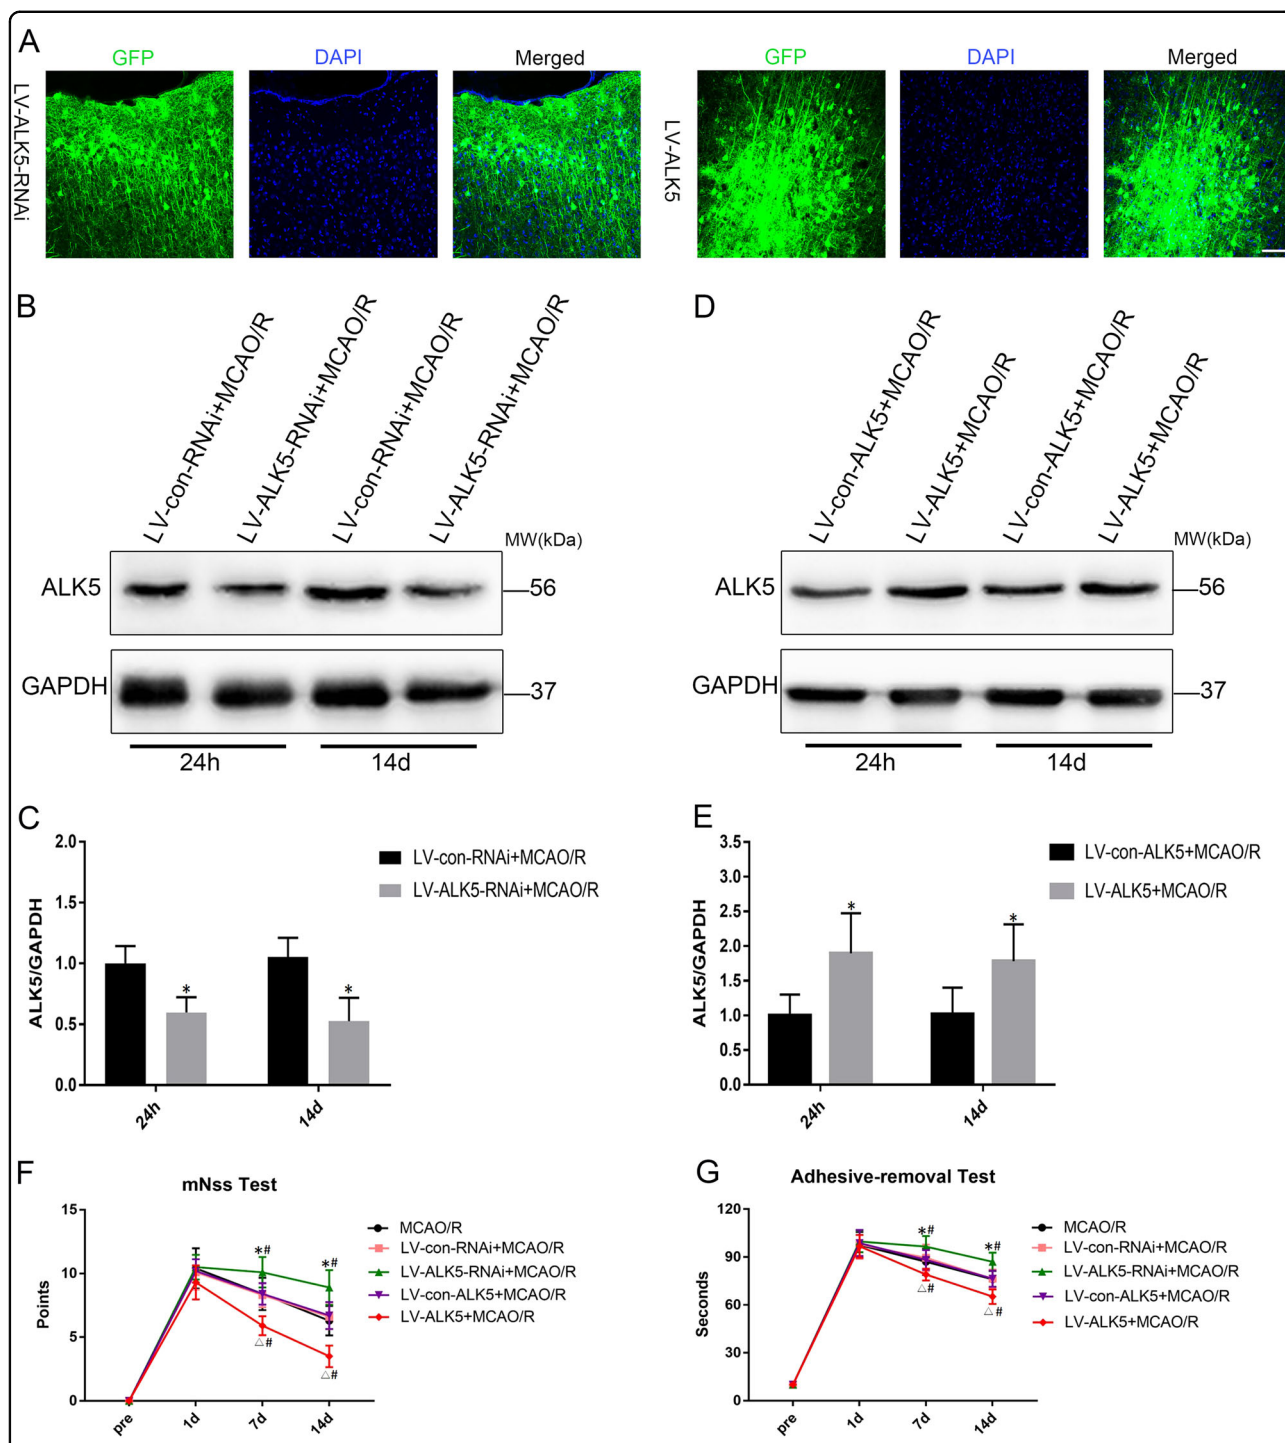 A
GFP DAPI Merged
LV-ALK5-RNAi
GFP DAPI Merged
LV-ALK5
B
LV-con-RNAi+MCAO/R
LV-ALK5-RNAi+MCAO/R
LV-con-RNAi+MCAO/R
LV-ALK5-RNAi+MCAO/R
MW(kDa)
ALK5 56
GAPDH 37
24h 14d
D
LV-con-ALK5+MCAO/R
LV-ALK5+MCAO/R
LV-con-ALK5+MCAO/R
LV-ALK5+MCAO/R
MW(kDa)
ALK5 56
GAPDH 37
24h 14d
C
ALK5/GAPDH
2.0
1.5
1.0
0.5
0.0
* *
24h 14d
LV-con-RNAi+MCAO/R
LV-ALK5-RNAi+MCAO/R
E
ALK5/GAPDH
3.5
3.0
2.5
2.0
1.5
1.0
0.5
0.0
* *
24h 14d
LV-con-ALK5+MCAO/R
LV-ALK5+MCAO/R
F
mNss Test
Points
15
10
5
0
*# *#
△# △#
pre 1d 7d 14d
MCAO/R
LV-con-RNAi+MCAO/R
LV-ALK5-RNAi+MCAO/R
LV-con-ALK5+MCAO/R
LV-ALK5+MCAO/R
G
Adhesive-removal Test
Seconds
120
90
60
30
0
*# *#
△# △#
pre 1d 7d 14d
MCAO/R
LV-con-RNAi+MCAO/R
LV-ALK5-RNAi+MCAO/R
LV-con-ALK5+MCAO/R
LV-ALK5+MCAO/R